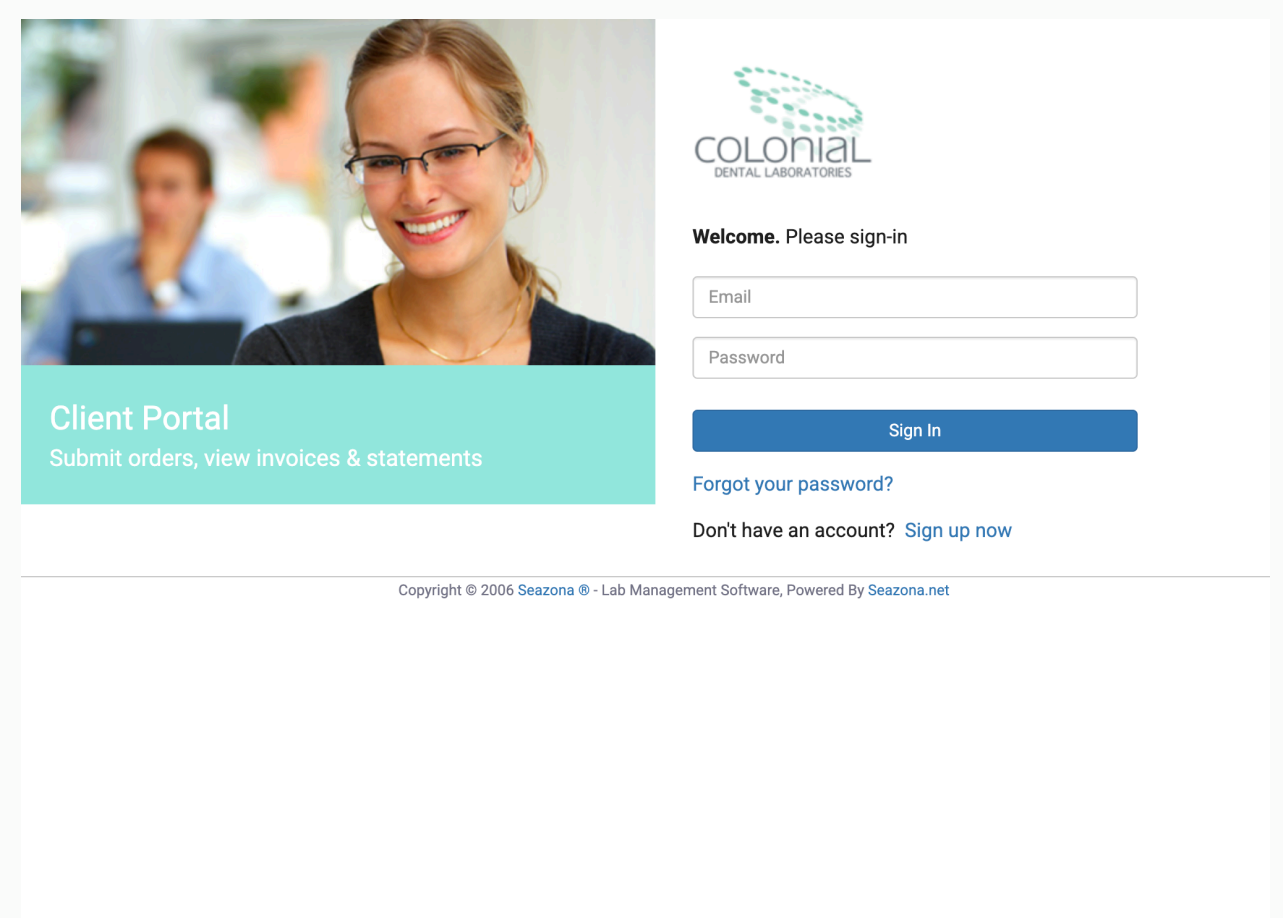 COLONIAL
DENTAL LABORATORIES
Welcome. Please sign-in
Email
Password
Sign In
Forgot your password?
Don't have an account? Sign up now
Client Portal
Submit orders, view invoices & statements
Copyright © 2006 Seazona ® - Lab Management Software, Powered By Seazona.net